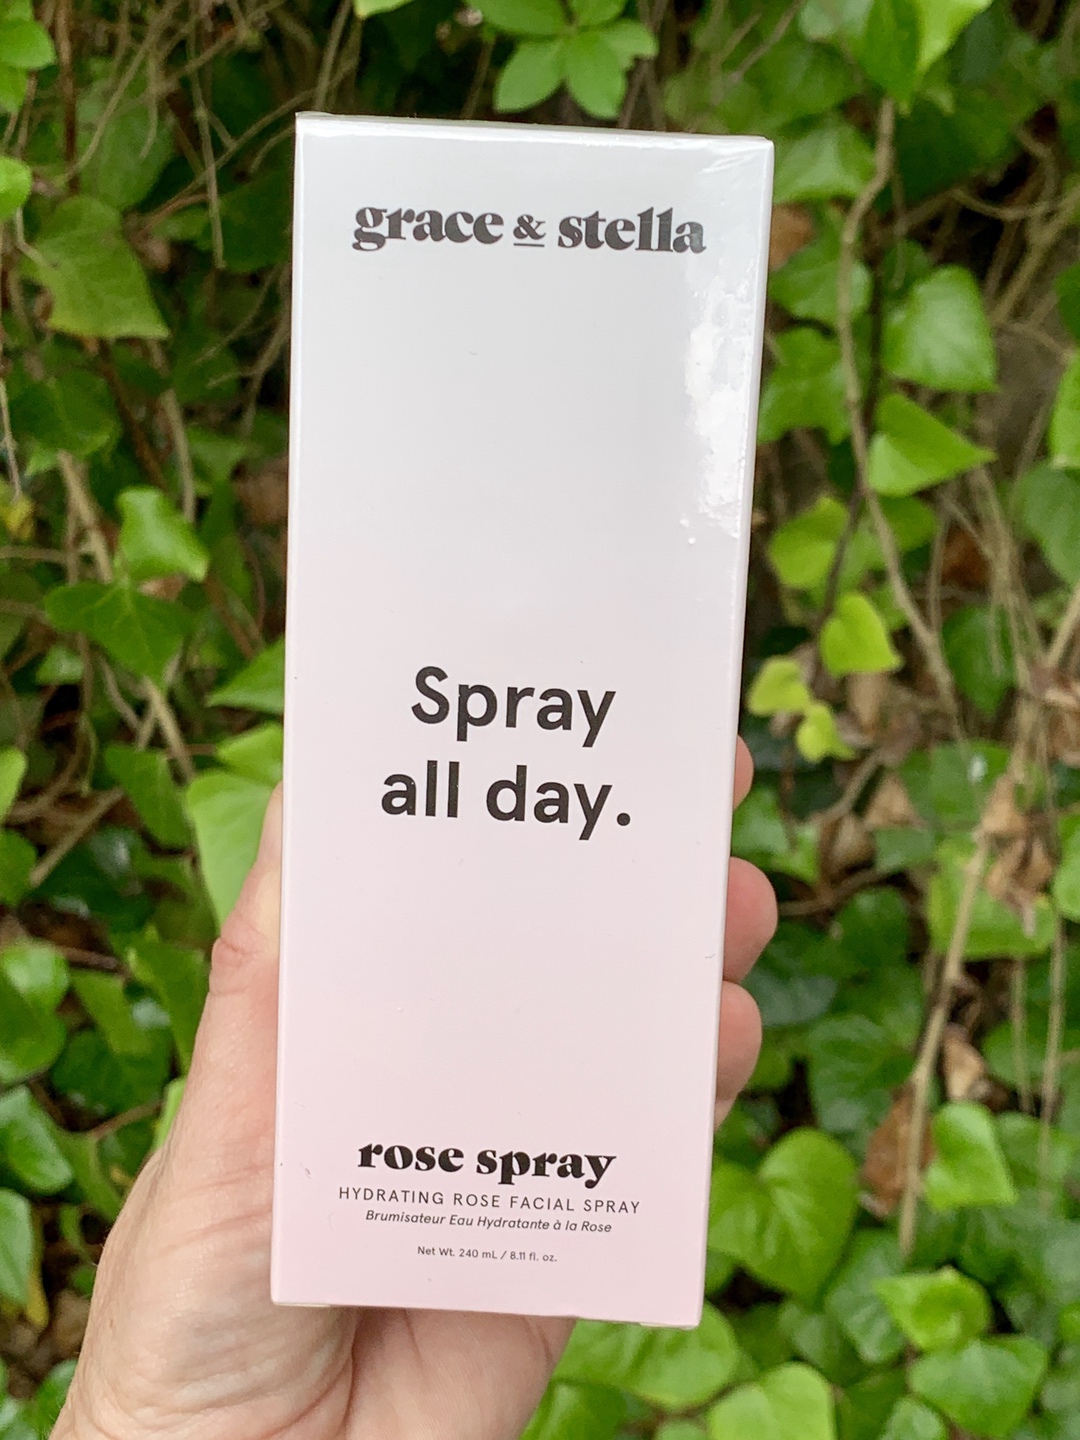 grace & stella
Spray
all day.
rose spray
HYDRATING ROSE FACIAL SPRAY
Brumisateur Eau Hydratante à la Rose
Net Wt. 240 mL / 8.11 fl. oz.